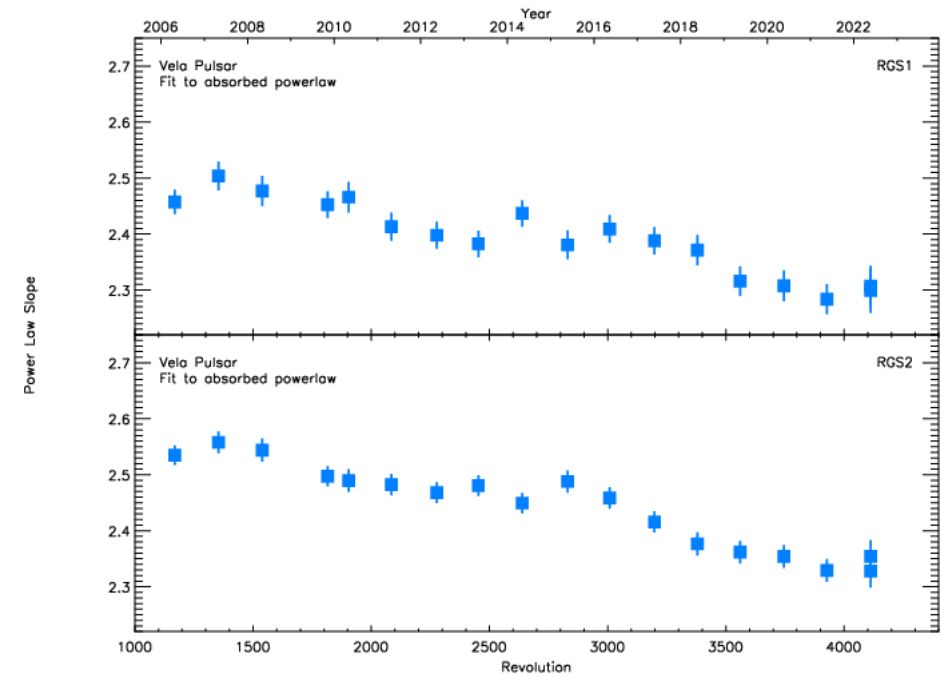 Year
2006 2008 2010 2012 2014 2016 2018 2020 2022
Vela Pulsar
Fit to absorbed powerlaw
RGS1
2.7
2.6
2.5
2.4
2.3
Power Law Slope
Vela Pulsar
Fit to absorbed powerlaw
RGS2
2.7
2.6
2.5
2.4
2.3
1000 1500 2000 2500 3000 3500 4000
Revolution